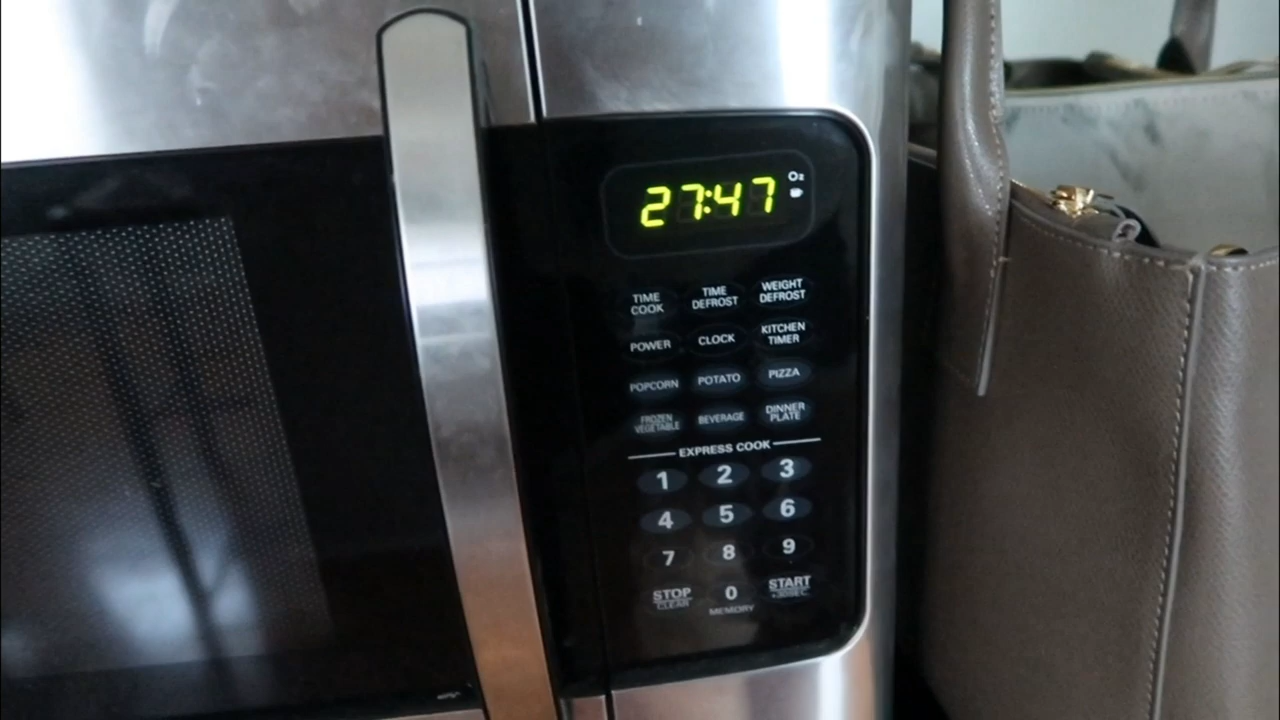 27:47
TIME COOK
TIME DEFROST
WEIGHT DEFROST
POWER
CLOCK
KITCHEN TIMER
POPCORN
POTATO
PIZZA
FROZEN VEGETABLE
BEVERAGE
DINNER PLATE
EXPRESS COOK
1 2 3
4 5 6
7 8 9
STOP CLEAR
0 MEMORY
START +30SEC.